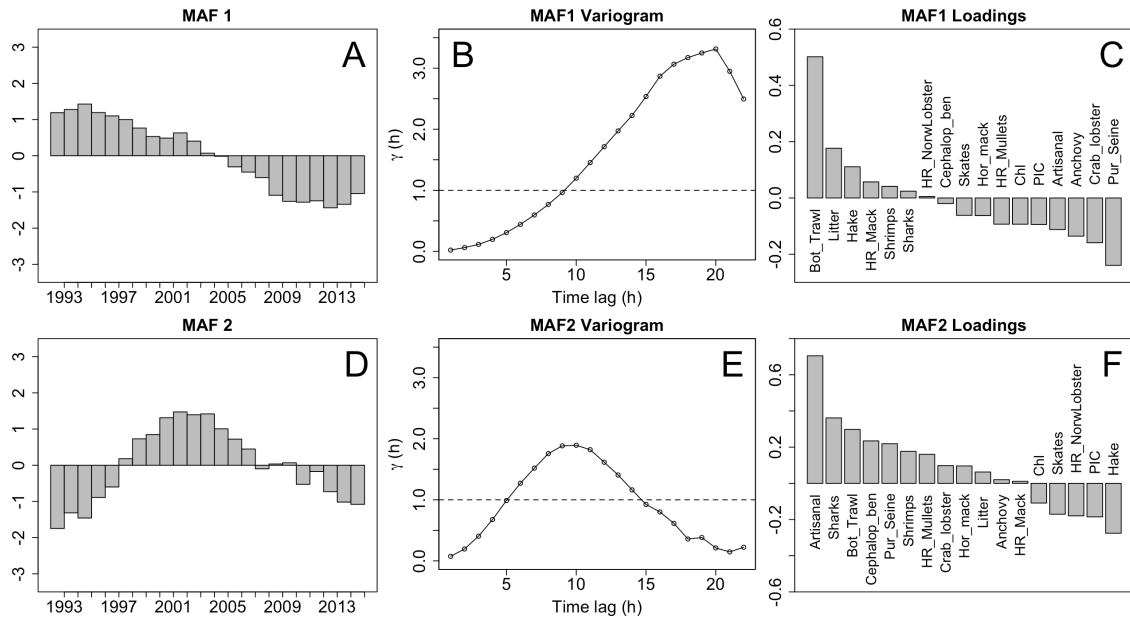 MAF 1
MAF1 Variogram
MAF1 Loadings
A
B
C
3
2
1
0
-1
-2
-3
1993 1997 2001 2005 2009 2013
γ (h)
3.0
2.0
1.0
0.0
5 10 15 20
Time lag (h)
0.6
0.4
0.2
0.0
-0.2
Bot_Trawl
Litter
Hake
HR_Mack
Shrimps
Sharks
HR_NorwLobster
Cephalop_ben
Skates
Hor_mack
HR_Mullets
Chl
PIC
Artisanal
Anchovy
Crab_lobster
Pur_Seine
MAF 2
MAF2 Variogram
MAF2 Loadings
D
E
F
3
2
1
0
-1
-2
-3
1993 1997 2001 2005 2009 2013
γ (h)
3.0
2.0
1.0
0.0
5 10 15 20
Time lag (h)
0.6
0.2
-0.2
-0.6
Artisanal
Sharks
Bot_Trawl
Cephalop_ben
Pur_Seine
Shrimps
HR_Mullets
Crab_lobster
Hor_mack
Litter
Anchovy
HR_Mack
Chl
Skates
HR_NorwLobster
PIC
Hake